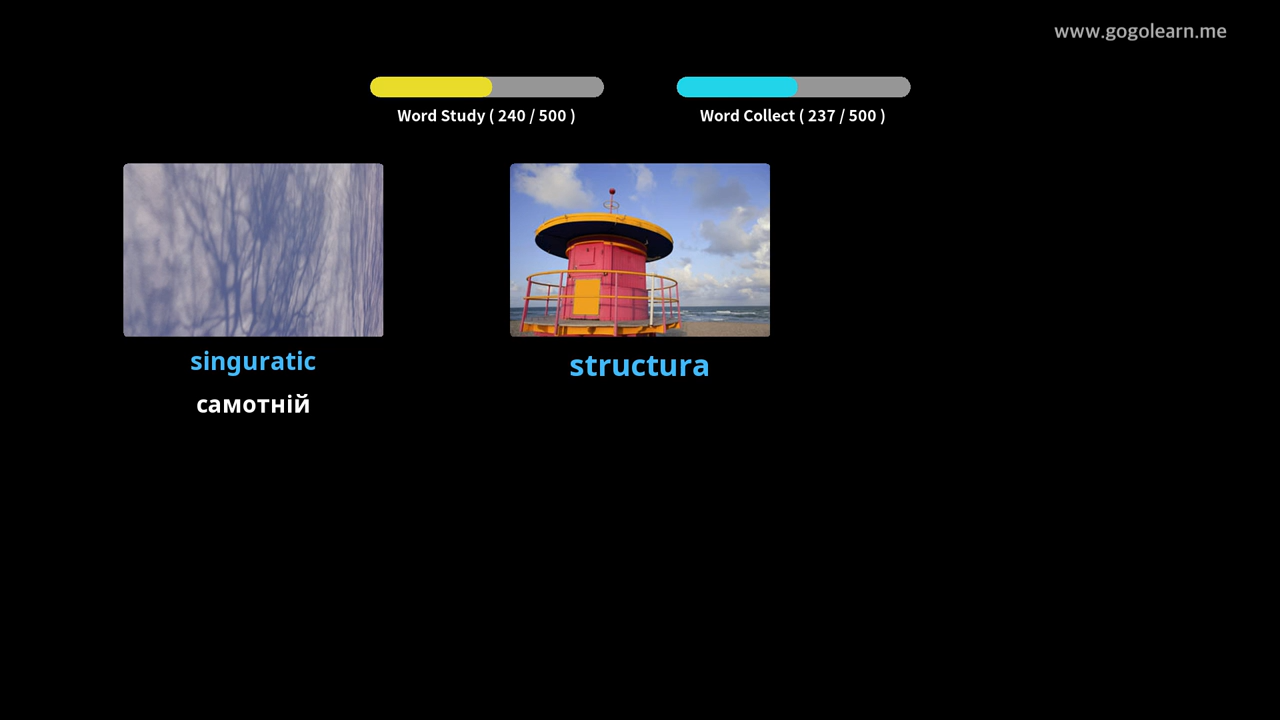 www.gogolearn.me
Word Study ( 240 / 500 )
Word Collect ( 237 / 500 )
singuratic
самотній
structura